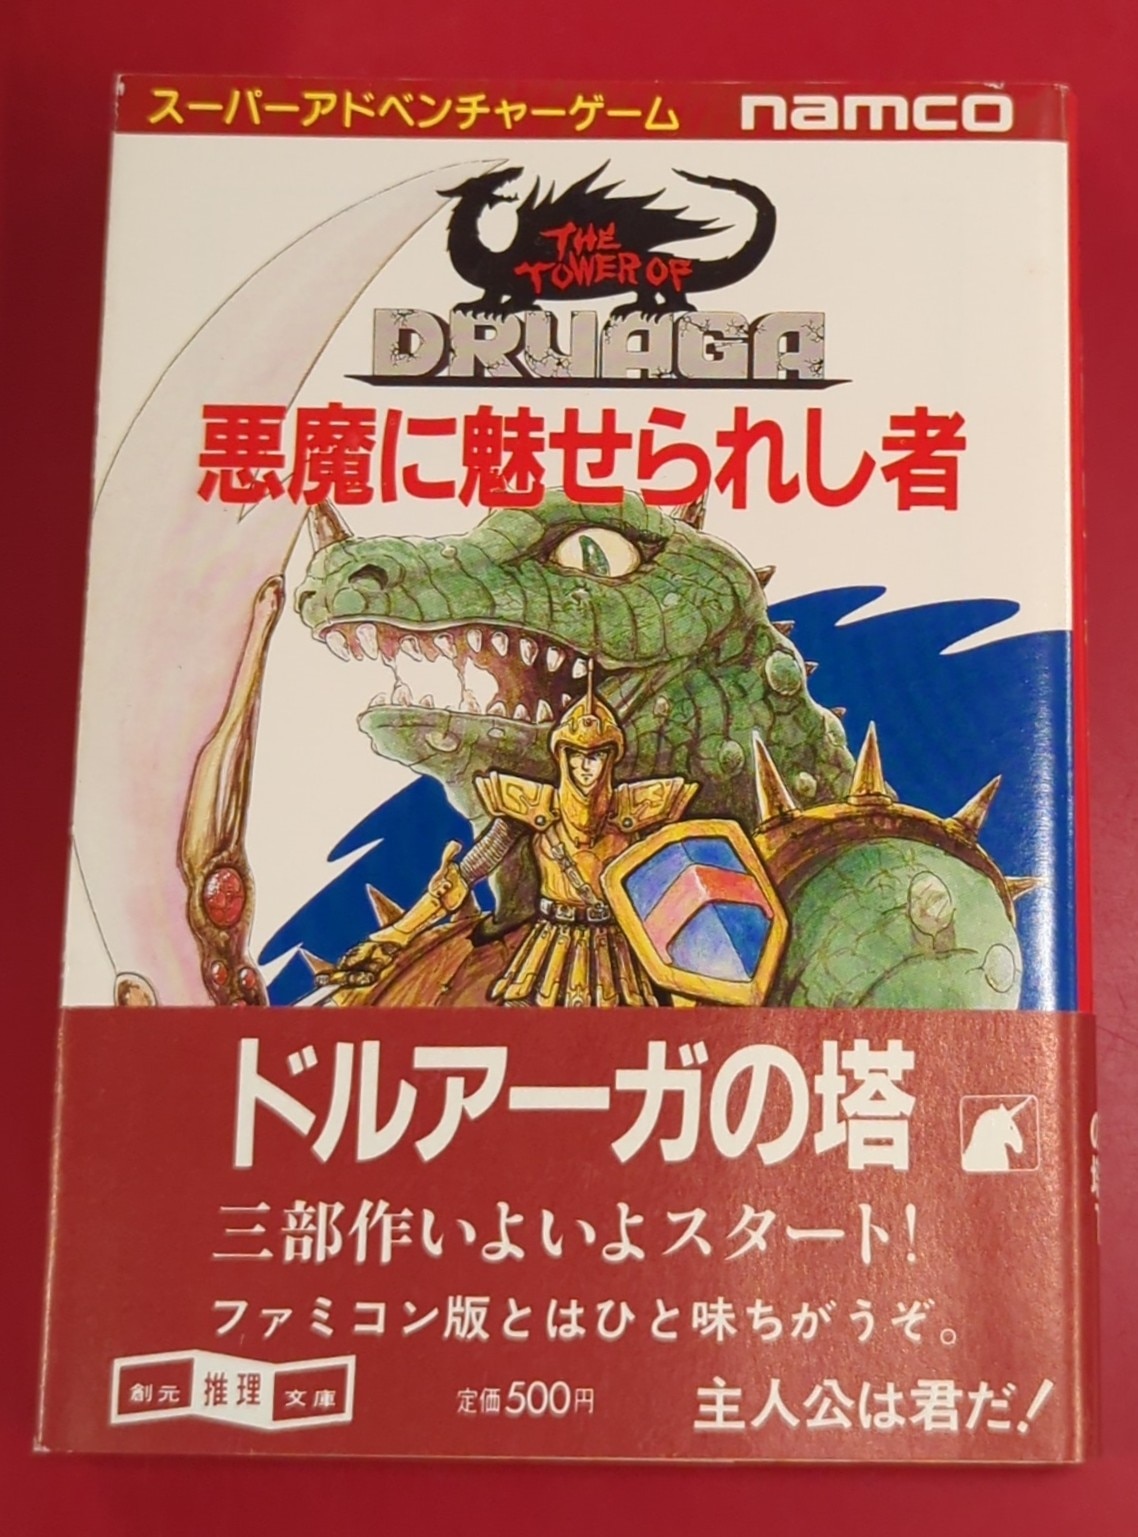 スーパーアドベンチャーゲーム namco
THE
TOWER OF
DRUAGA
悪魔に魅せられし者
ドルアーガの塔
三部作いよいよスタート!
ファミコン版とはひと味ちがうぞ。
創元推理文庫 定価500円 主人公は君だ!